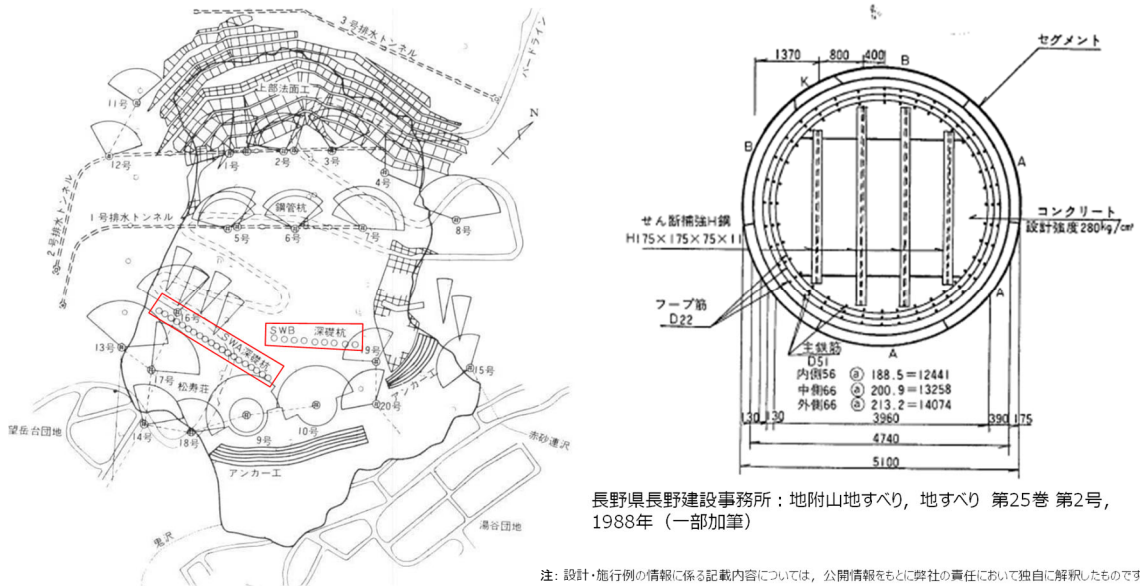 3号排水トンネル
バードライン
上部法面工
N
11号
12号
1号
2号
3号
4号
2号排水トンネル
1号排水トンネル
鋼管杭
5号
6号
7号
8号
16号
SWA深礎杭
SWB 深礎杭
13号
17号
松寿荘
19号
15号
アンカー工
20号
14号
18号
9号
10号
望岳台団地
アンカー工
赤砂連沢
鬼沢
湯谷団地
1370
800
400
B
セグメント
K
B
A
せん断補強H鋼
H175×175×75×11
コンクリート
設計強度280kg/cm²
フープ筋
D22
A
主鉄筋
D51
A
内側56 @ 188.5=12441
中側66 @ 200.9=13258
外側66 @ 213.2=14074
130
130
3960
390
175
4740
5100
長野県長野建設事務所：地附山地すべり，地すべり 第25巻 第2号，
1988年（一部加筆）
注: 設計・施行例の情報に係る記載内容については，公開情報をもとに弊社の責任において独自に解釈したものです